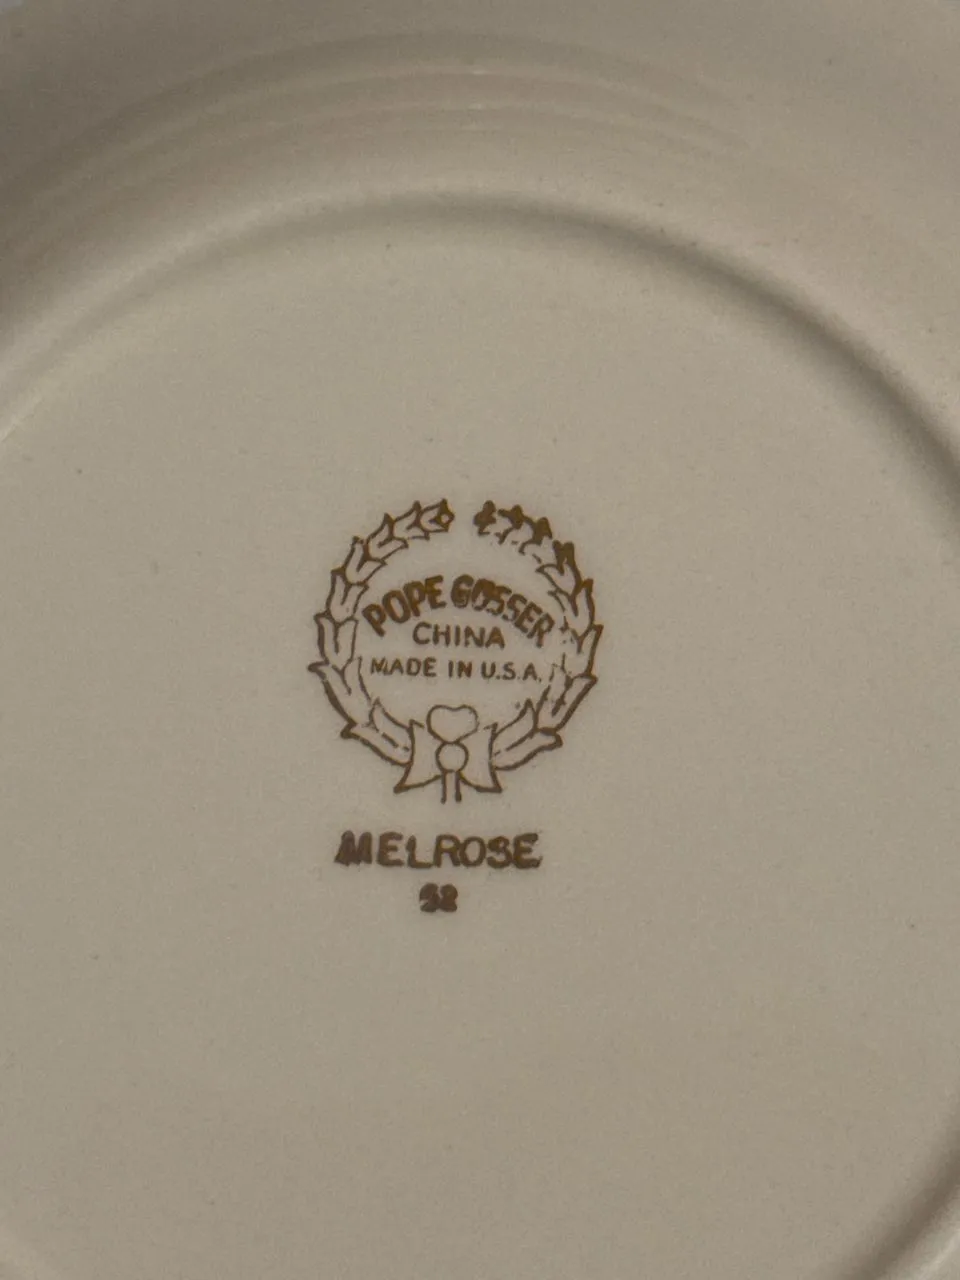 POPE GOSSER
CHINA
MADE IN U.S.A.
MELROSE